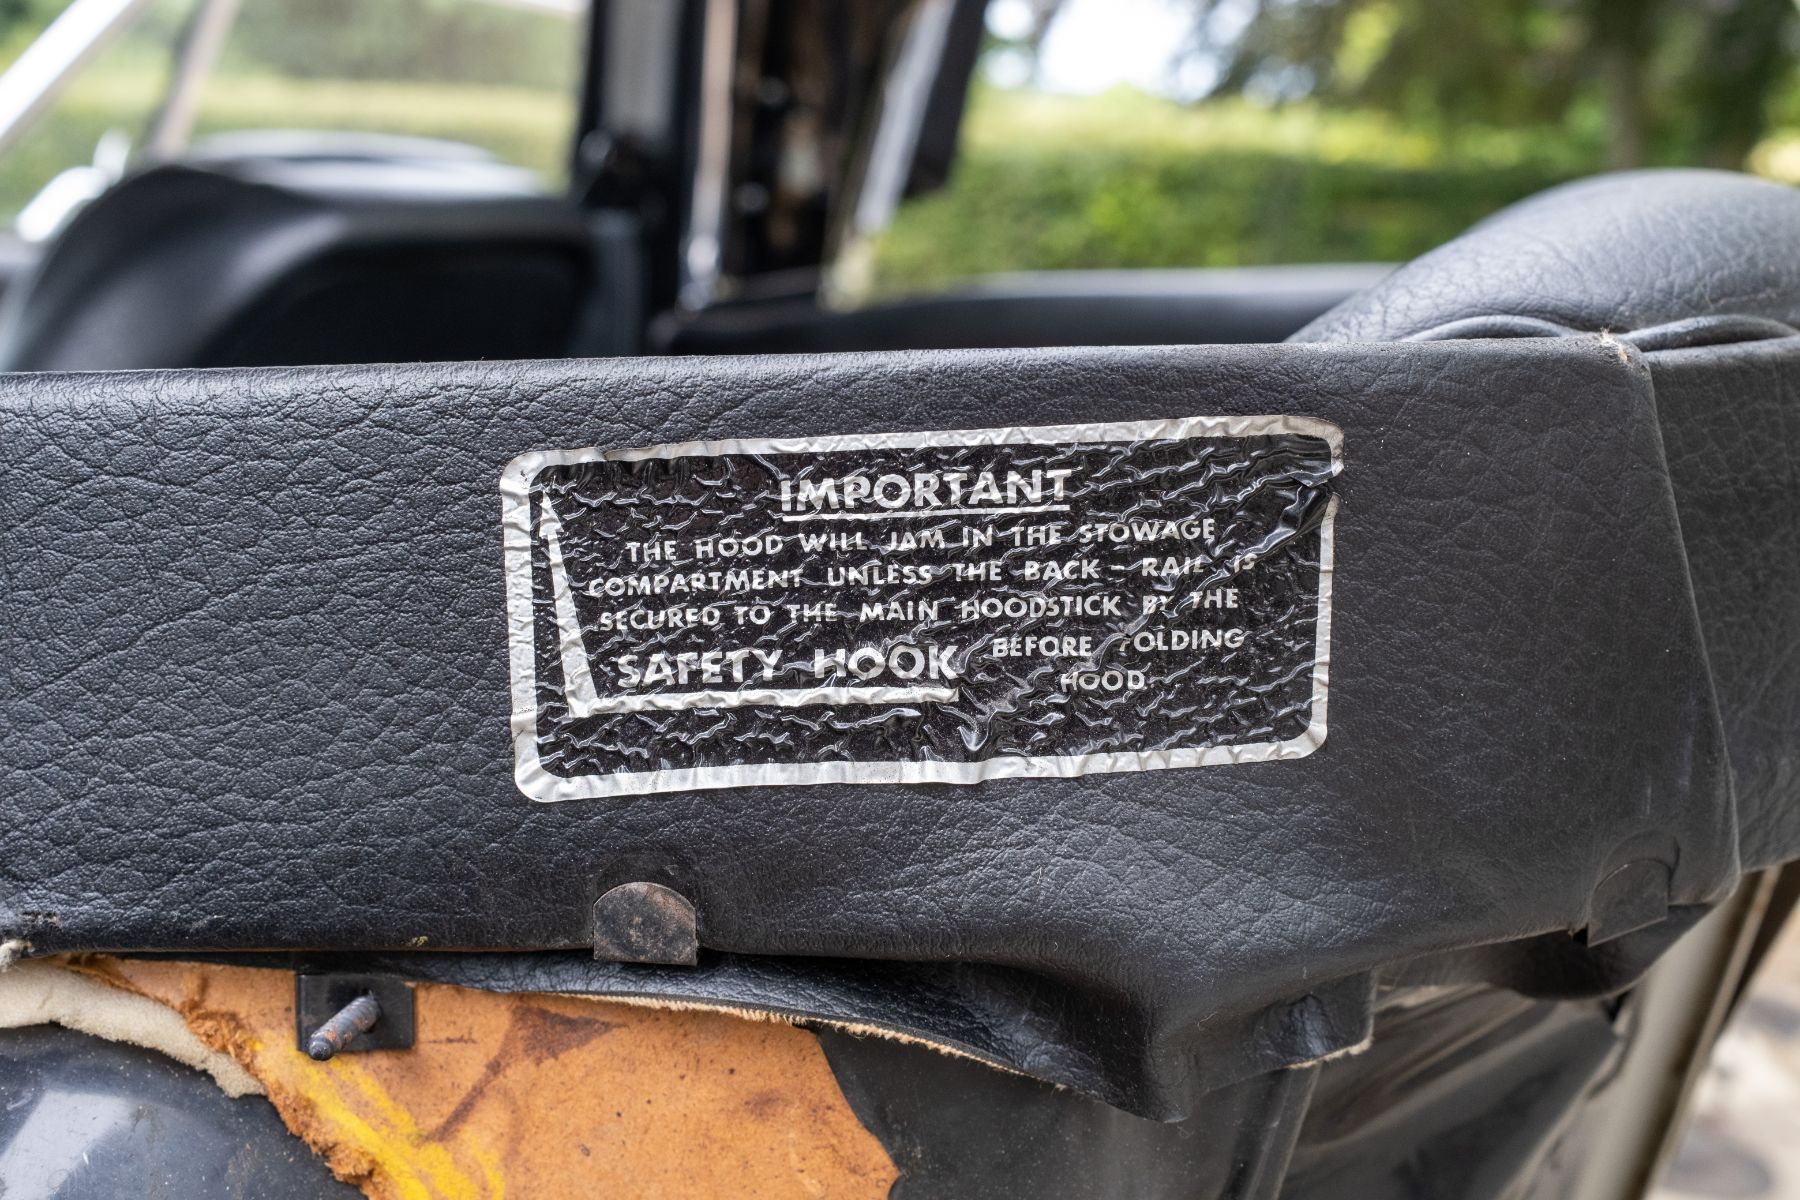 IMPORTANT
THE HOOD WILL JAM IN THE STOWAGE
COMPARTMENT UNLESS THE BACK - RAIL IS
SECURED TO THE MAIN HOODSTICK BY THE
SAFETY HOOK BEFORE FOLDING
HOOD